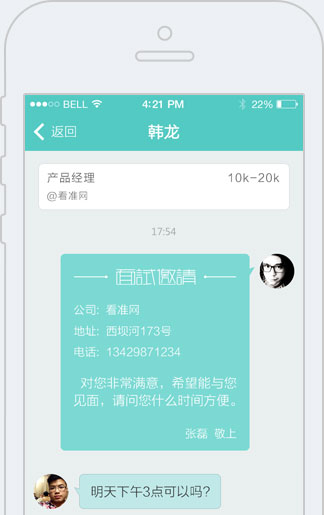 BELL 4:21 PM 22%
返回 韩龙
产品经理 10k-20k
@看准网
17:54
面試邀請
公司: 看准网
地址: 西坝河173号
电话: 13429871234
对您非常满意，希望能与您
见面，请问您什么时间方便。
张磊 敬上
明天下午3点可以吗?